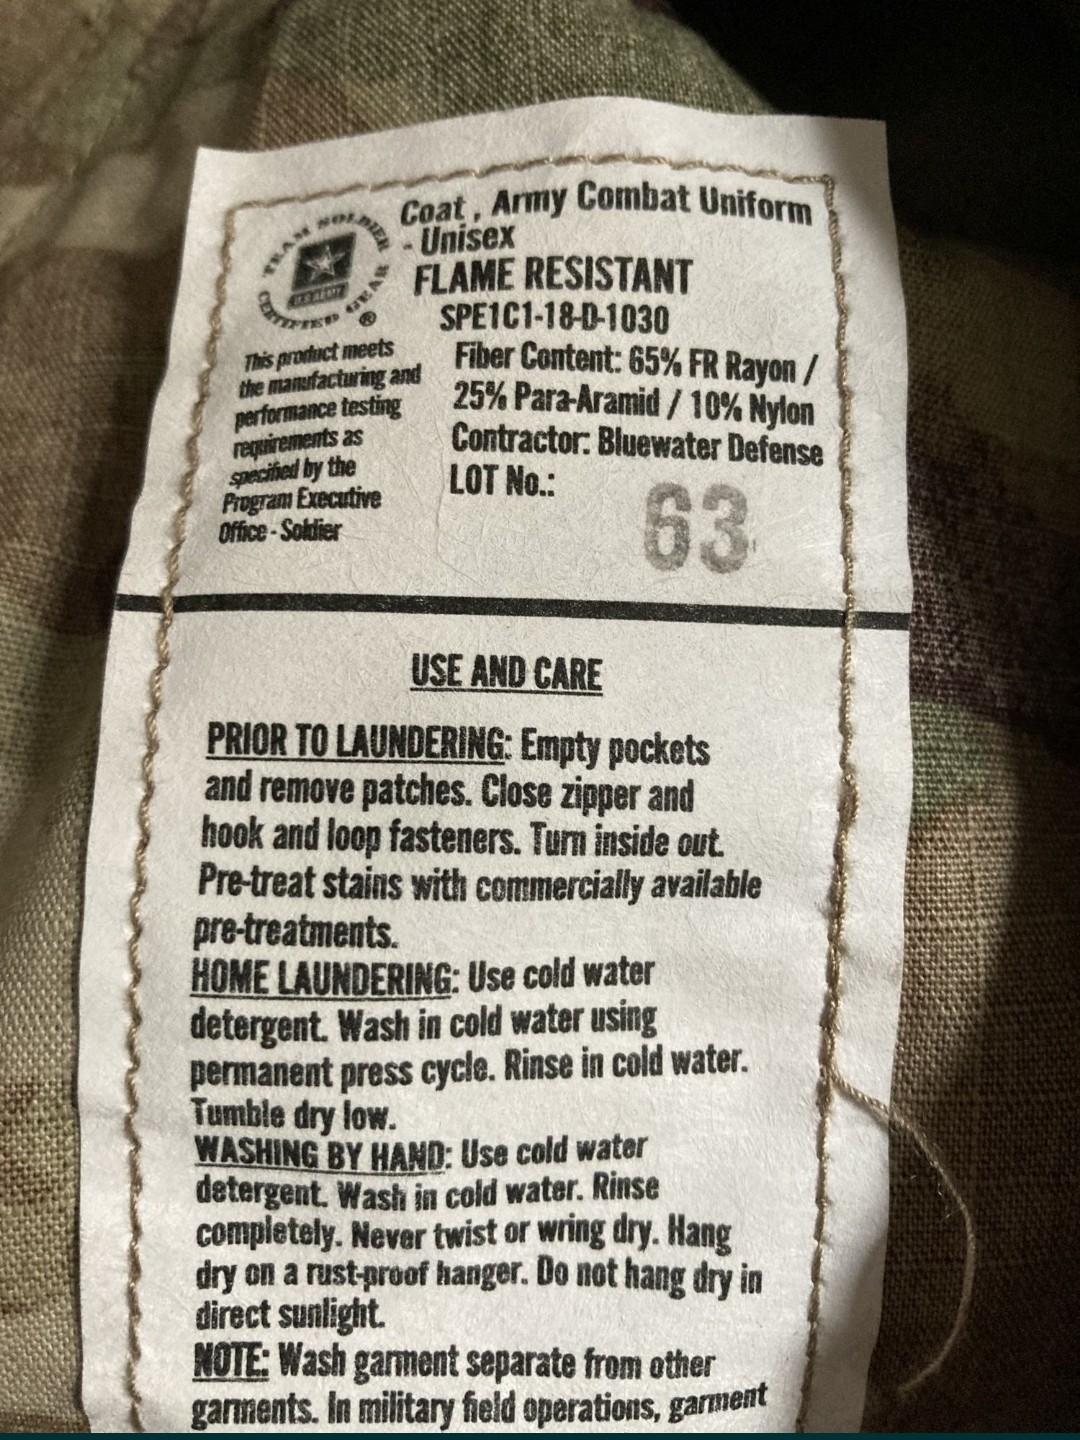 TEAM SOLDIER
U.S. ARMY
CERTIFIED GEAR
®
This product meets
the manufacturing and
performance testing
requirements as
specified by the
Program Executive
Office - Soldier
Coat , Army Combat Uniform
- Unisex
FLAME RESISTANT
SPE1C1-18-D-1030
Fiber Content: 65% FR Rayon /
25% Para-Aramid / 10% Nylon
Contractor: Bluewater Defense
LOT No.:
63
USE AND CARE
PRIOR TO LAUNDERING: Empty pockets
and remove patches. Close zipper and
hook and loop fasteners. Turn inside out.
Pre-treat stains with commercially available
pre-treatments.
HOME LAUNDERING: Use cold water
detergent. Wash in cold water using
permanent press cycle. Rinse in cold water.
Tumble dry low.
WASHING BY HAND: Use cold water
detergent. Wash in cold water. Rinse
completely. Never twist or wring dry. Hang
dry on a rust-proof hanger. Do not hang dry in
direct sunlight.
NOTE: Wash garment separate from other
garments. In military field operations, garment